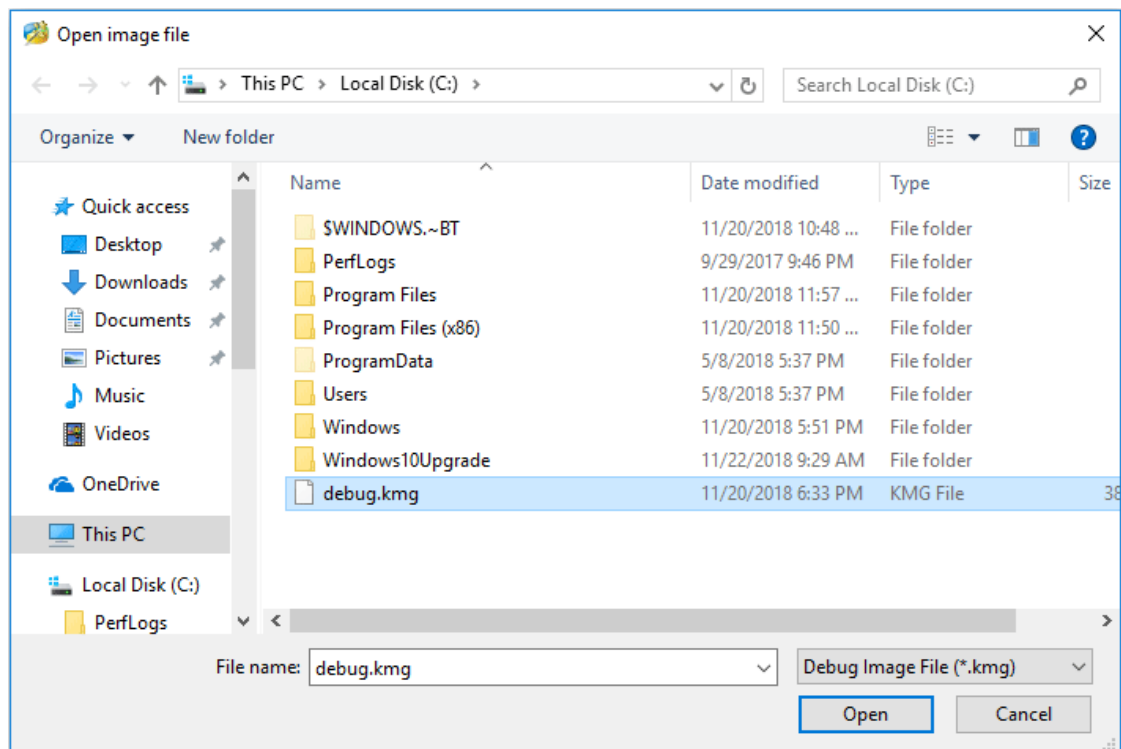 Open image file
This PC > Local Disk (C:) >
Search Local Disk (C:)
Organize
New folder
Name Date modified Type Size
Quick access
Desktop
Downloads
Documents
Pictures
Music
Videos
OneDrive
This PC
Local Disk (C:)
PerfLogs
$WINDOWS.~BT 11/20/2018 10:48 ... File folder
PerfLogs 9/29/2017 9:46 PM File folder
Program Files 11/20/2018 11:57 ... File folder
Program Files (x86) 11/20/2018 11:50 ... File folder
ProgramData 5/8/2018 5:37 PM File folder
Users 5/8/2018 5:37 PM File folder
Windows 11/20/2018 5:51 PM File folder
Windows10Upgrade 11/22/2018 9:29 AM File folder
debug.kmg 11/20/2018 6:33 PM KMG File 38
File name: debug.kmg
Debug Image File (*.kmg)
Open
Cancel